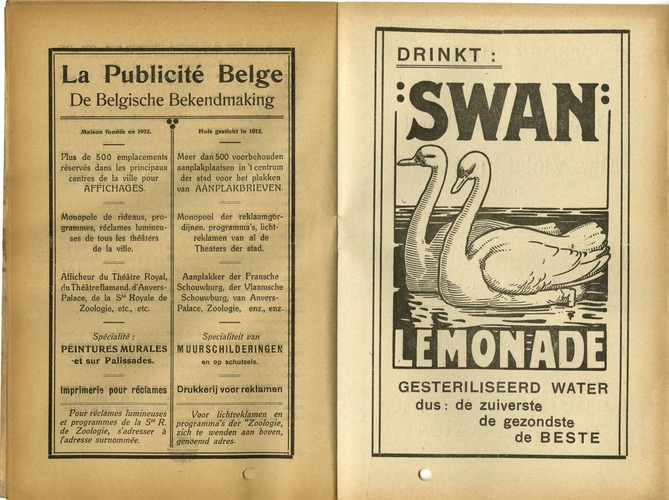 La Publicité Belge
De Belgische Bekendmaking
Maison fondée en 1912.
Plus de 500 emplacements
réservés dans les principaux
centres de la ville pour
AFFICHAGES.
Monopole de rideaux, pro-
grammes, réclames lumineu-
ses de tous les théâters
de la ville.
Afficheur du Théâtre Royal,
du Théâtre flamand, d'Anvers-
Palace, de la Sté Royale de
Zoologie, etc., etc.
Spécialité :
PEINTURES MURALES
et sur Palissades.
Imprimerie pour réclames
Pour réclames lumineuses
et programmes de la Sté R.
de Zoologie, s'adresser à
l'adresse surnommée.
Huis gesticht in 1912.
Meer dan 500 voorbehouden
aanplakplaatsen in 't centrum
der stad voor het plakken
van AANPLAKBRIEVEN.
Monopool der reklaamgor-
dijnen, programma's, licht-
reklamen van al de
Theaters der stad.
Aanplakker der Fransche
Schouwburg, der Vlaamsche
Schouwburg, van Anvers-
Palace, Zoologie, enz., enz.
Specialiteit van
MUURSCHILDERINGEN
en op schutsels.
Drukkerij voor reklamen
Voor lichtreklamen en
programma's der "Zoologie,
zich te wenden aan boven,
genoemd adres.
DRINKT :
"SWAN"
LEMONADE
GESTERILISEERD WATER
dus : de zuiverste
de gezondste
de BESTE